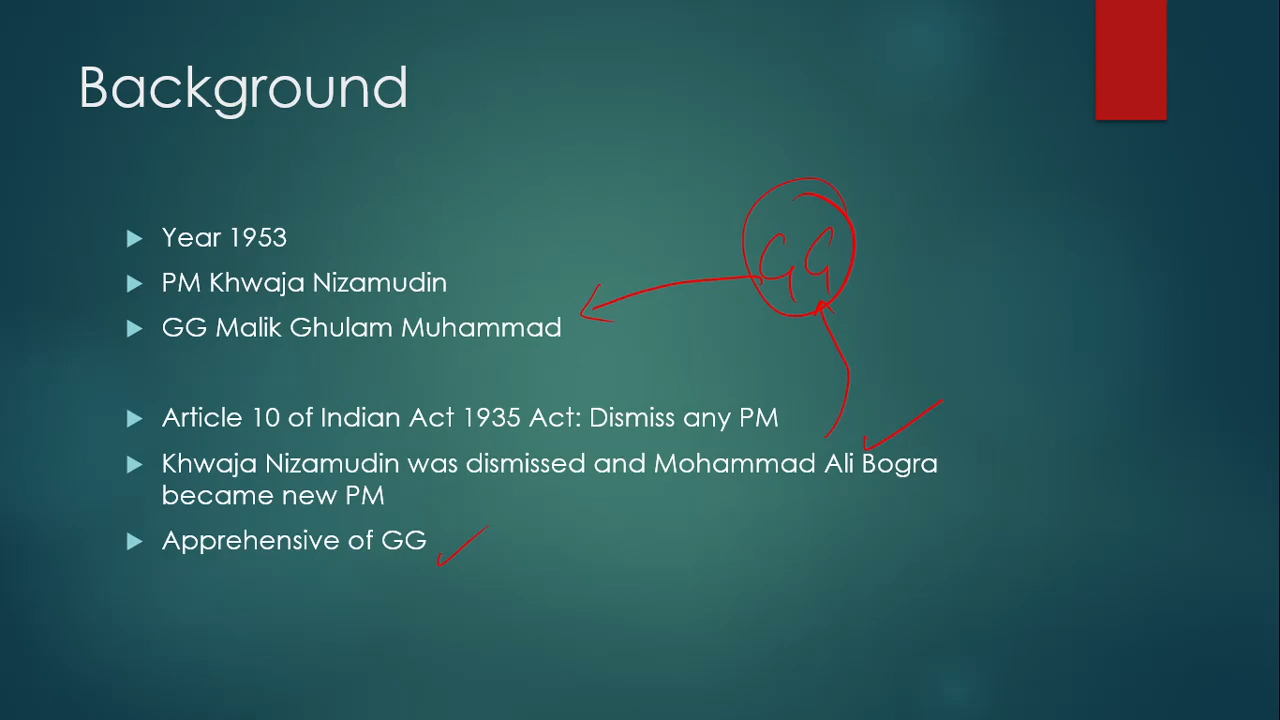 Background
Year 1953
PM Khwaja Nizamudin
GG
GG Malik Ghulam Muhammad
Article 10 of Indian Act 1935 Act: Dismiss any PM
Khwaja Nizamudin was dismissed and Mohammad Ali Bogra
became new PM
Apprehensive of GG